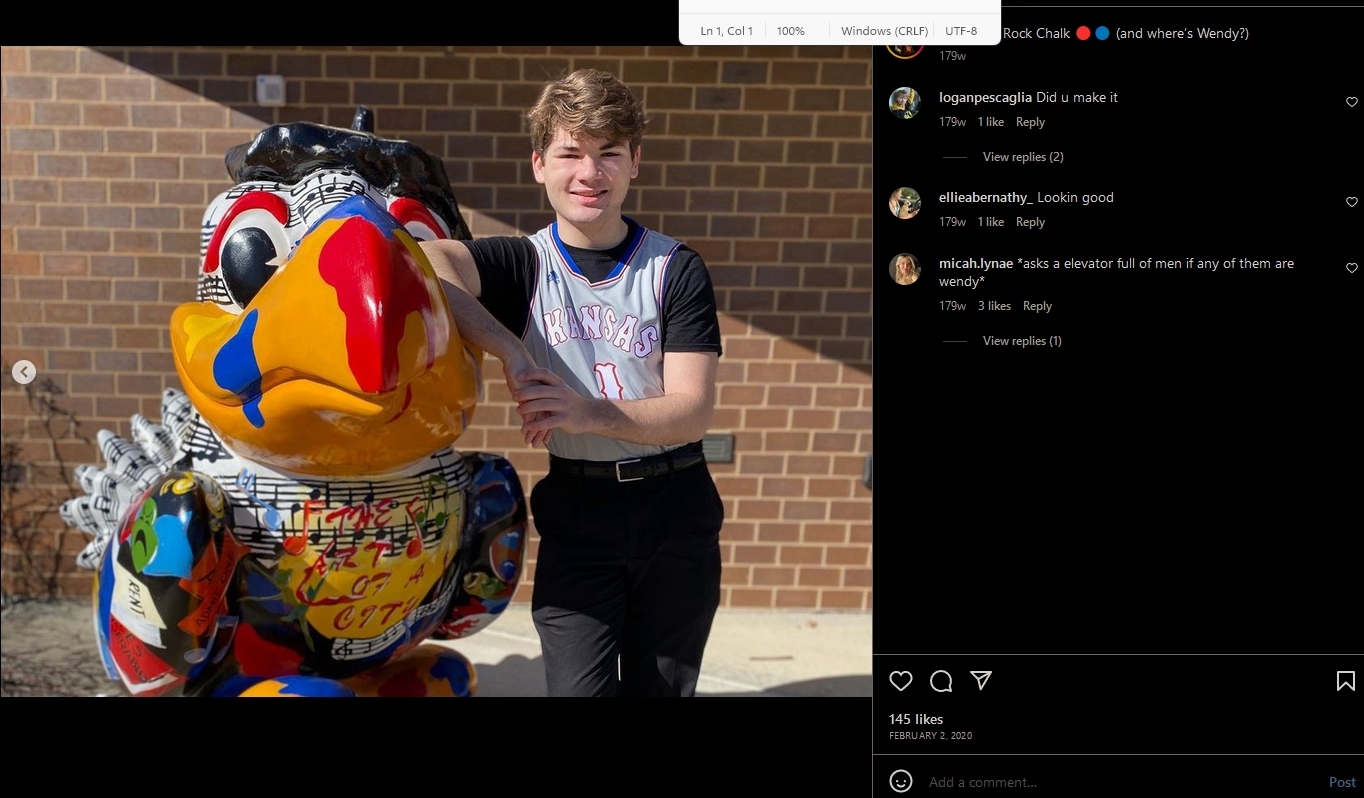 Ln 1, Col 1 100% Windows (CRLF) UTF-8
Rock Chalk 🔴🔵 (and where's Wendy?)
179w
loganpescaglia Did u make it
179w 1 like Reply
View replies (2)
ellieabernathy_ Lookin good
179w 1 like Reply
micah.lynae *asks a elevator full of men if any of them are
wendy*
179w 3 likes Reply
View replies (1)
145 likes
FEBRUARY 2, 2020
Add a comment... Post
KANSAS
1
THE
ART
OF A
CITY
RENT